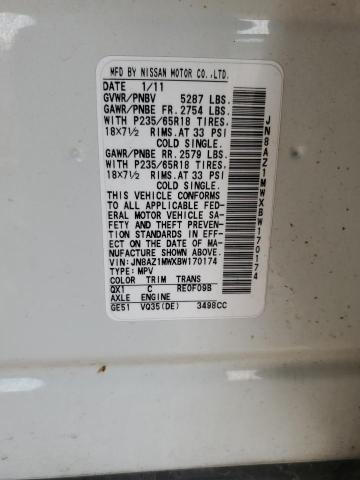 MFD BY NISSAN MOTOR CO.,LTD.
DATE 1/11
GVWR/PNBV 5287 LBS.
GAWR/PNBE FR.2754 LBS.
WITH P235/65R18 TIRES.
18×7½ RIMS.AT 33 PSI
COLD SINGLE.
GAWR/PNBE RR.2579 LBS.
WITH P235/65R18 TIRES.
18×7½ RIMS.AT 33 PSI
COLD SINGLE.
THIS VEHICLE CONFORMS
TO ALL APPLICABLE FED-
ERAL MOTOR VEHICLE SA-
FETY AND THEFT PREVEN-
TION STANDARDS IN EFF-
ECT ON THE DATE OF MA-
NUFACTURE SHOWN ABOVE.
VIN:JN8AZ1MWXBW170174
TYPE:MPV
COLOR TRIM TRANS
QX1 C RE0F09B
AXLE ENGINE
GE51 VQ35(DE) 3498CC
JN8AZ1MWXBW170174